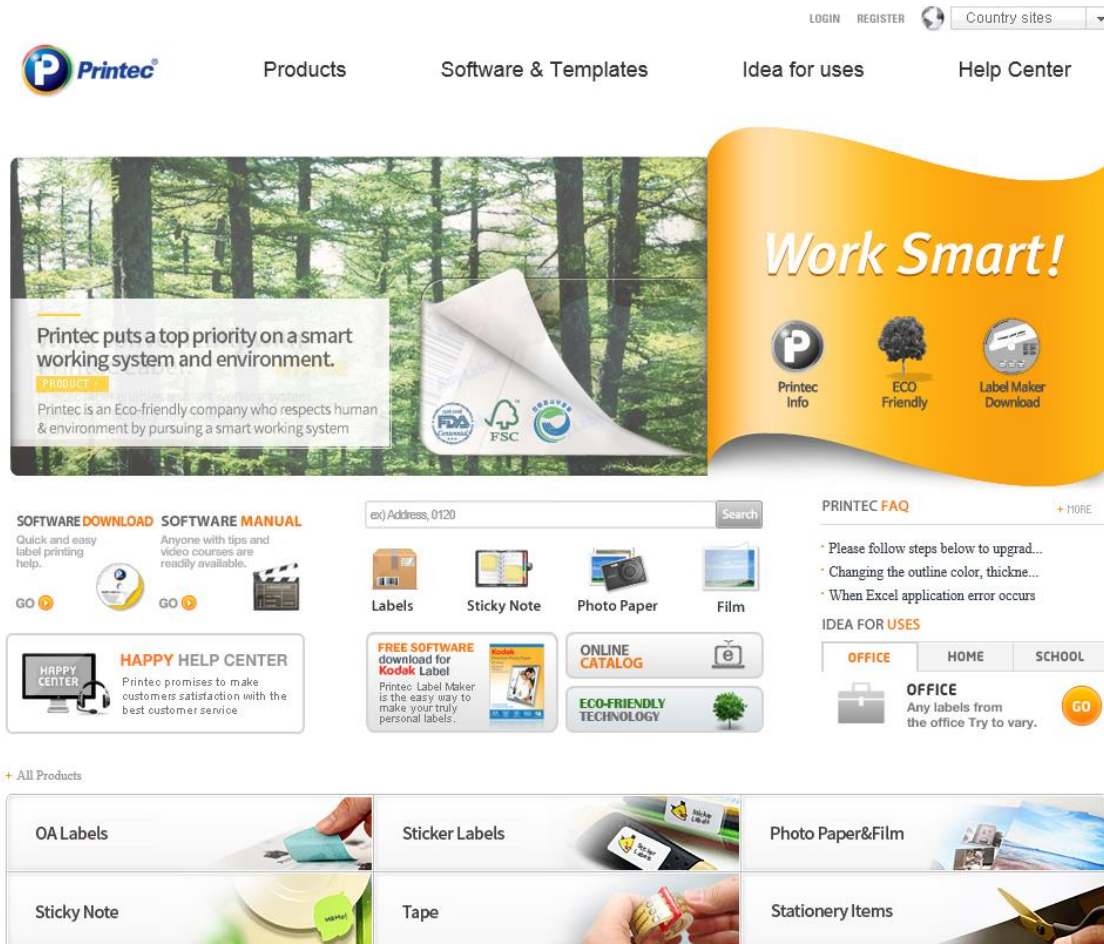 LOGIN REGISTER Country sites
Printec®
Products
Software & Templates
Idea for uses
Help Center
Printec puts a top priority on a smart
working system and environment.
PRODUCT
Printec is an Eco-friendly company who respects human
& environment by pursuing a smart working system
FDA
Centennial
FSC
Work Smart!
Printec
Info
ECO
Friendly
Label Maker
Download
SOFTWARE DOWNLOAD
Quick and easy
label printing
help.
GO
SOFTWARE MANUAL
Anyone with tips and
video courses are
readily available.
GO
ex) Address, 0120
Search
Labels
Sticky Note
Photo Paper
Film
PRINTEC FAQ
+ MORE
Please follow steps below to upgrad...
Changing the outline color, thickne...
When Excel application error occurs
HAPPY
CENTER
HAPPY HELP CENTER
Printec promises to make
customers satisfaction with the
best customer service
FREE SOFTWARE
download for
Kodak Label
Printec Label Maker
is the easy way to
make your truly
personal labels.
Kodak
ONLINE
CATALOG
e
ECO-FRIENDLY
TECHNOLOGY
IDEA FOR USES
OFFICE
HOME
SCHOOL
OFFICE
Any labels from
the office Try to vary.
GO
+ All Products
OA Labels
Sticker Labels
Sticker
Labels
Photo Paper&Film
Sticky Note
MEMO!
Tape
Stationery Items